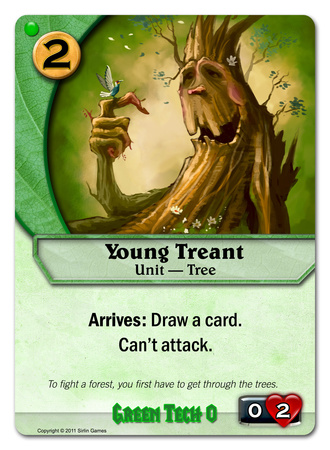 2
Young Treant
Unit — Tree
Arrives: Draw a card.
Can't attack.
To fight a forest, you first have to get through the trees.
Green Tech 0
0 2
Copyright © 2011 Sirlin Games